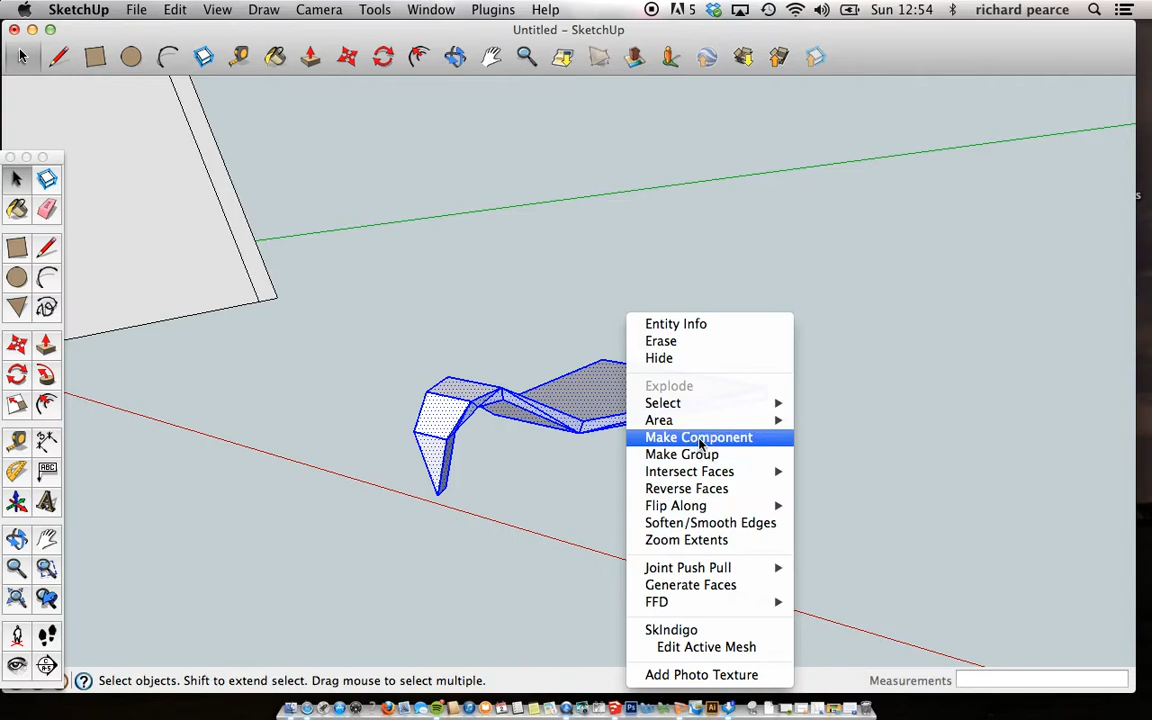 SketchUp File Edit View Draw Camera Tools Window Plugins Help 5 Sun 12:54 richard pearce
Untitled – SketchUp
ABC
A
Entity Info
Erase
Hide
Explode
Select
Area
Make Component
Make Group
Intersect Faces
Reverse Faces
Flip Along
Soften/Smooth Edges
Zoom Extents
Joint Push Pull
Generate Faces
FFD
SkIndigo
Edit Active Mesh
Add Photo Texture
? Select objects. Shift to extend select. Drag mouse to select multiple. Measurements